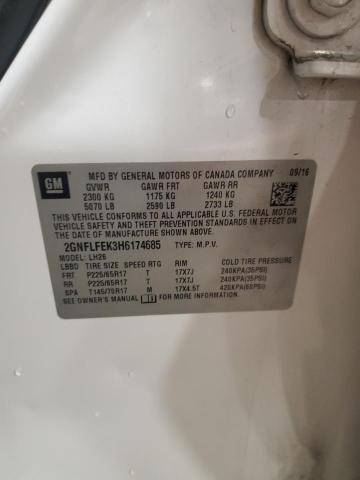 GM
MFD BY GENERAL MOTORS OF CANADA COMPANY 09/16
GVWR GAWR FRT GAWR RR
2300 KG 1175 KG 1240 KG
5070 LB 2590 LB 2733 LB
THIS VEHICLE CONFORMS TO ALL APPLICABLE U.S. FEDERAL MOTOR
VEHICLE SAFETY AND THEFT PREVENTION STANDARDS IN EFFECT ON
THE DATE OF MANUFACTURE SHOWN ABOVE.
2GNFLFEK3H6174685 TYPE: M.P.V.
MODEL: LH26
LBBD TIRE SIZE SPEED RTG RIM COLD TIRE PRESSURE
FRT P225/65R17 T 17X7J 240KPA(35PSI)
RR P225/65R17 T 17X7J 240KPA(35PSI)
SPA T145/70R17 M 17X4.5T 420KPA(60PSI)
SEE OWNER'S MANUAL FOR MORE INFORMATION.